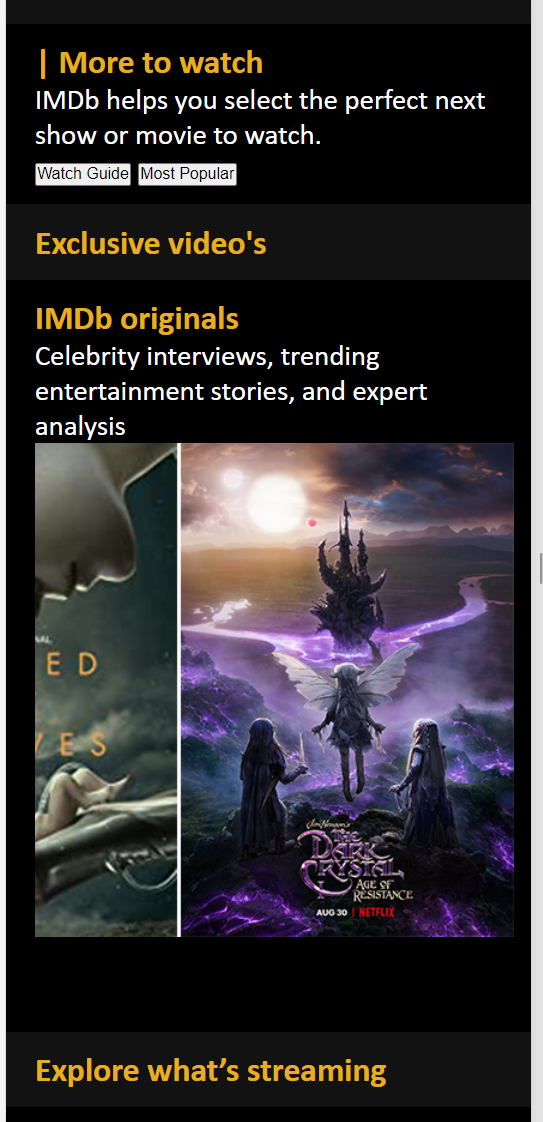 | More to watch
IMDb helps you select the perfect next
show or movie to watch.
Watch Guide Most Popular
Exclusive video's
IMDb originals
Celebrity interviews, trending
entertainment stories, and expert
analysis
ED
VES
Jim Henson's
THE
DARK
CRYSTAL
AGE OF
RESISTANCE
AUG 30 | NETFLIX
Explore what’s streaming